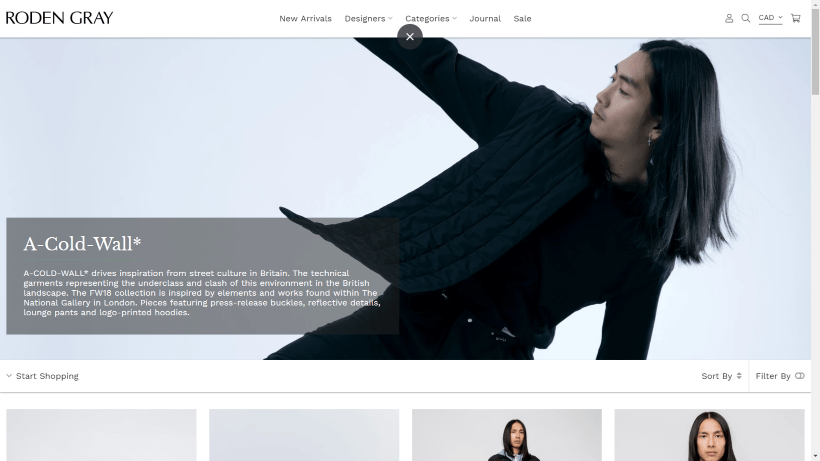 RODEN GRAY
New Arrivals Designers Categories Journal Sale
CAD
A-Cold-Wall*
A-COLD-WALL* drives inspiration from street culture in Britain. The technical
garments representing the underclass and clash of this environment in the British
landscape. The FW18 collection is inspired by elements and works found within The
National Gallery in London. Pieces featuring press-release buckles, reflective details,
lounge pants and logo-printed hoodies.
Start Shopping
Sort By
Filter By